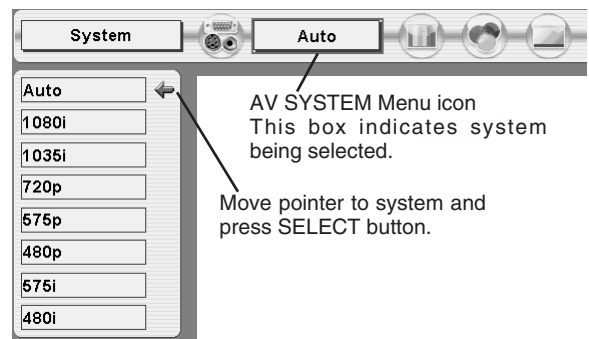 System
Auto
Auto
1080i
1035i
720p
575p
480p
575i
480i
AV SYSTEM Menu icon
This box indicates system
being selected.
Move pointer to system and
press SELECT button.